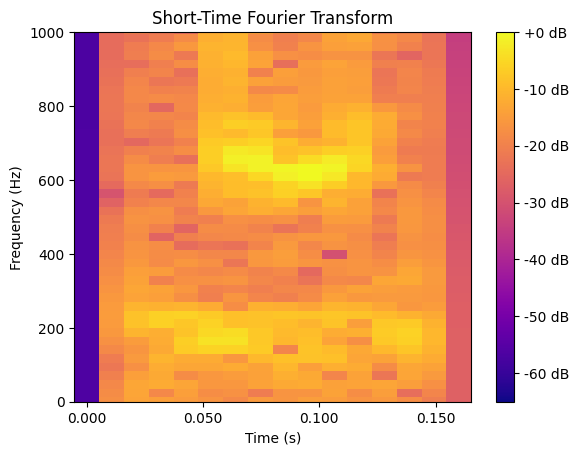 Short-Time Fourier Transform
1000
800
600
400
200
0
Frequency (Hz)
0.000
0.050
0.100
0.150
Time (s)
+0 dB
-10 dB
-20 dB
-30 dB
-40 dB
-50 dB
-60 dB